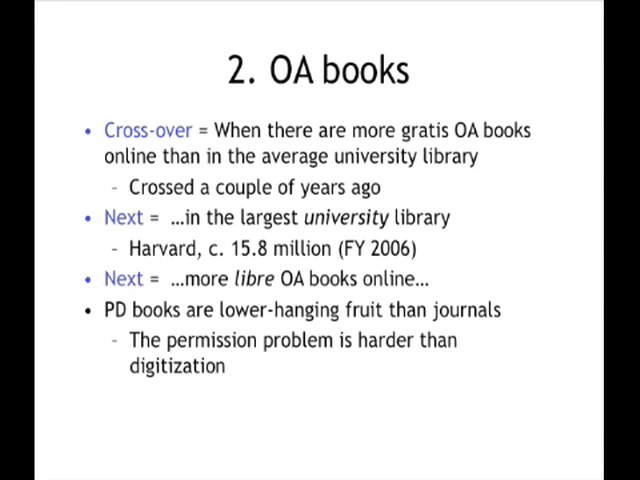 2. OA books
• Cross-over = When there are more gratis OA books
online than in the average university library
- Crossed a couple of years ago
• Next = ...in the largest university library
- Harvard, c. 15.8 million (FY 2006)
• Next = ...more libre OA books online...
• PD books are lower-hanging fruit than journals
- The permission problem is harder than
digitization